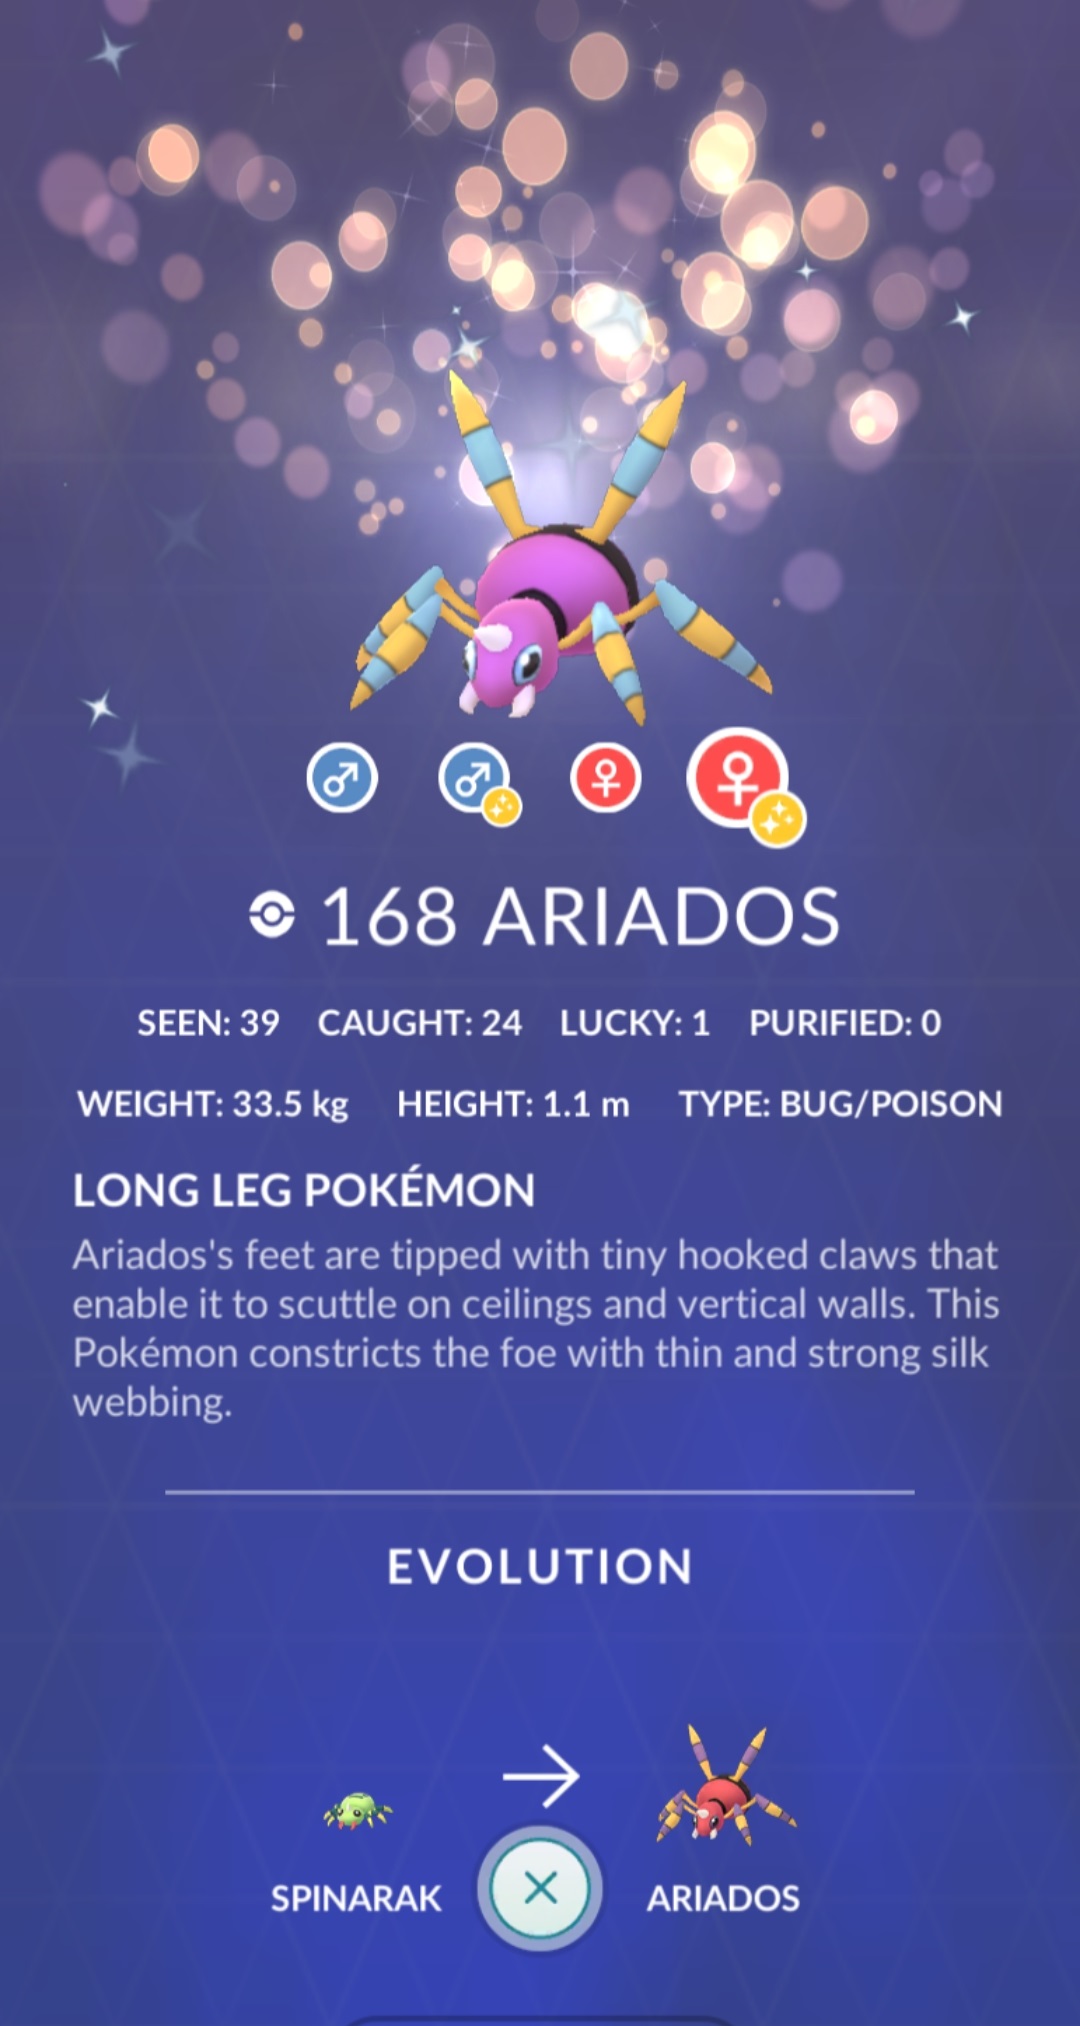 168 ARIADOS
SEEN: 39 CAUGHT: 24 LUCKY: 1 PURIFIED: 0
WEIGHT: 33.5 kg HEIGHT: 1.1 m TYPE: BUG/POISON
LONG LEG POKÉMON
Ariados's feet are tipped with tiny hooked claws that
enable it to scuttle on ceilings and vertical walls. This
Pokémon constricts the foe with thin and strong silk
webbing.
EVOLUTION
SPINARAK ARIADOS